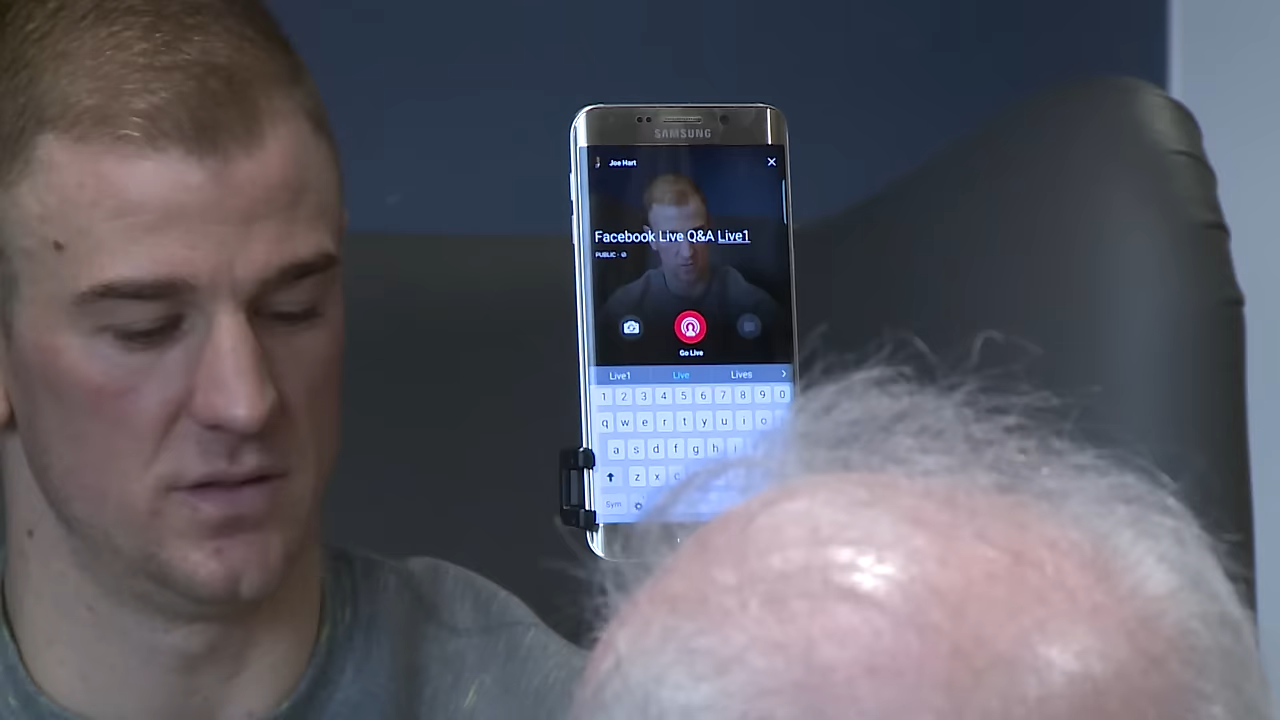 SAMSUNG
Joe Hart
Facebook Live Q&A Live1
PUBLIC
Go Live
Live1 Live Lives
1 2 3 4 5 6 7 8 9 0
q w e r t y u i o
a s d f g h
z x c
Sym